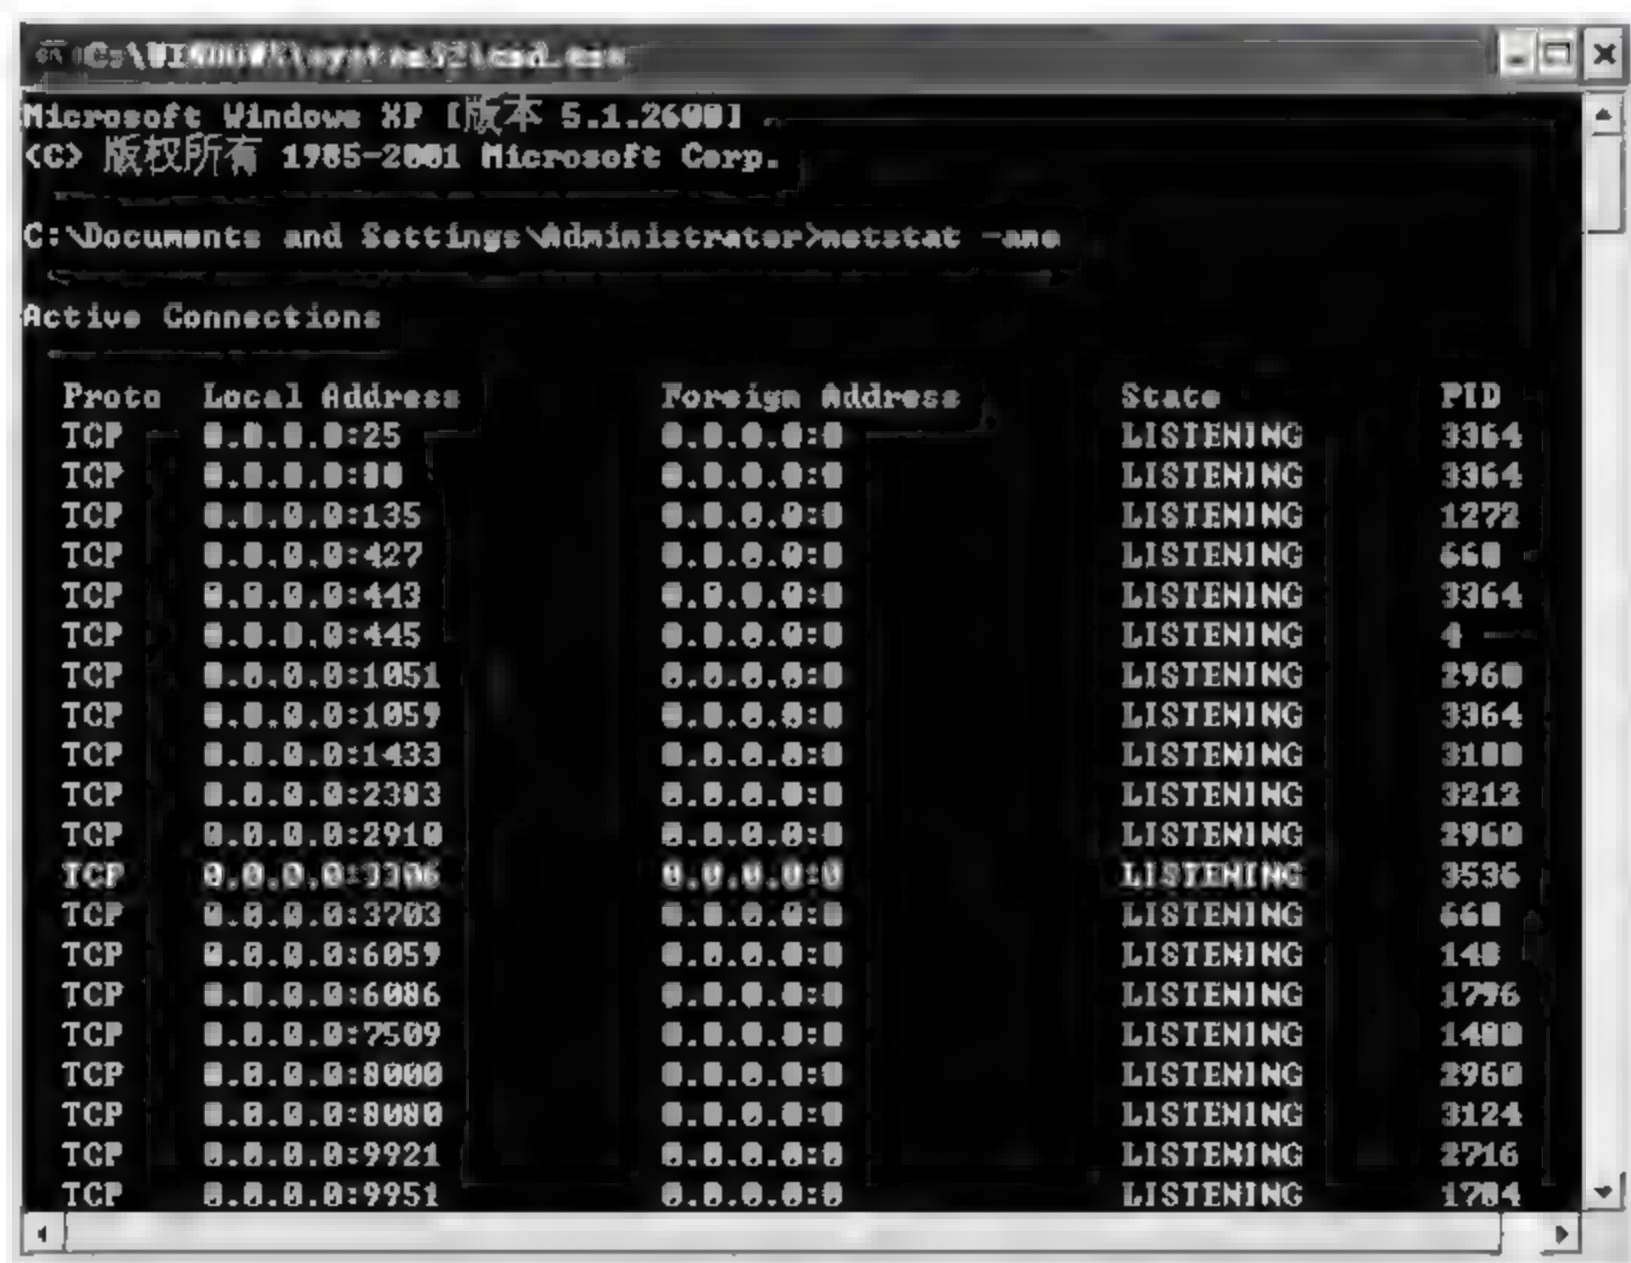 C:\WINDOWS\system32\cmd.exe
Microsoft Windows XP [版本 5.1.2600]
(C) 版权所有 1985-2001 Microsoft Corp.
C:\Documents and Settings\Administrator>netstat -ano
Active Connections
Proto Local Address Foreign Address State PID
TCP 0.0.0.0:25 0.0.0.0:0 LISTENING 3364
TCP 0.0.0.0:80 0.0.0.0:0 LISTENING 3364
TCP 0.0.0.0:135 0.0.0.0:0 LISTENING 1272
TCP 0.0.0.0:427 0.0.0.0:0 LISTENING
TCP 0.0.0.0:443 0.0.0.0:0 LISTENING 3364
TCP 0.0.0.0:445 0.0.0.0:0 LISTENING 4
TCP 0.0.0.0:1051 0.0.0.0:0 LISTENING 2960
TCP 0.0.0.0:1059 0.0.0.0:0 LISTENING 3364
TCP 0.0.0.0:1433 0.0.0.0:0 LISTENING
TCP 0.0.0.0:2383 0.0.0.0:0 LISTENING 3212
TCP 0.0.0.0:2910 0.0.0.0:0 LISTENING 2960
TCP 0.0.0.0:3306 0.0.0.0:0 LISTENING 3536
TCP 0.0.0.0:3703 0.0.0.0:0 LISTENING
TCP 0.0.0.0:6059 0.0.0.0:0 LISTENING
TCP 0.0.0.0:6086 0.0.0.0:0 LISTENING 1796
TCP 0.0.0.0:7509 0.0.0.0:0 LISTENING
TCP 0.0.0.0:8000 0.0.0.0:0 LISTENING 2960
TCP 0.0.0.0:8080 0.0.0.0:0 LISTENING 3124
TCP 0.0.0.0:9921 0.0.0.0:0 LISTENING 2716
TCP 0.0.0.0:9951 0.0.0.0:0 LISTENING 1784